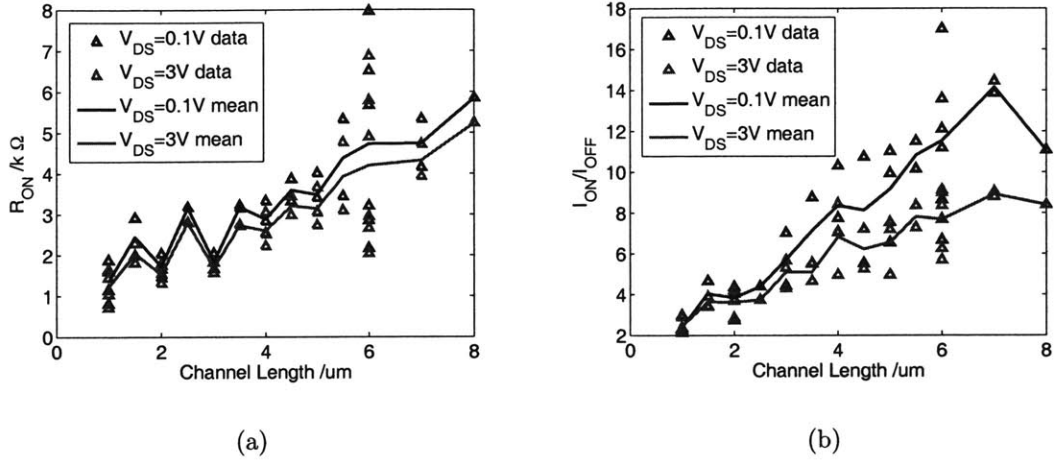 8
7
6
5
4
3
2
1
0
R_ON /k Ω
V_DS=0.1V data
V_DS=3V data
V_DS=0.1V mean
V_DS=3V mean
0 2 4 6 8
Channel Length /um
(a)
18
16
14
12
10
8
6
4
2
I_ON/I_OFF
V_DS=0.1V data
V_DS=3V data
V_DS=0.1V mean
V_DS=3V mean
0 2 4 6 8
Channel Length /um
(b)